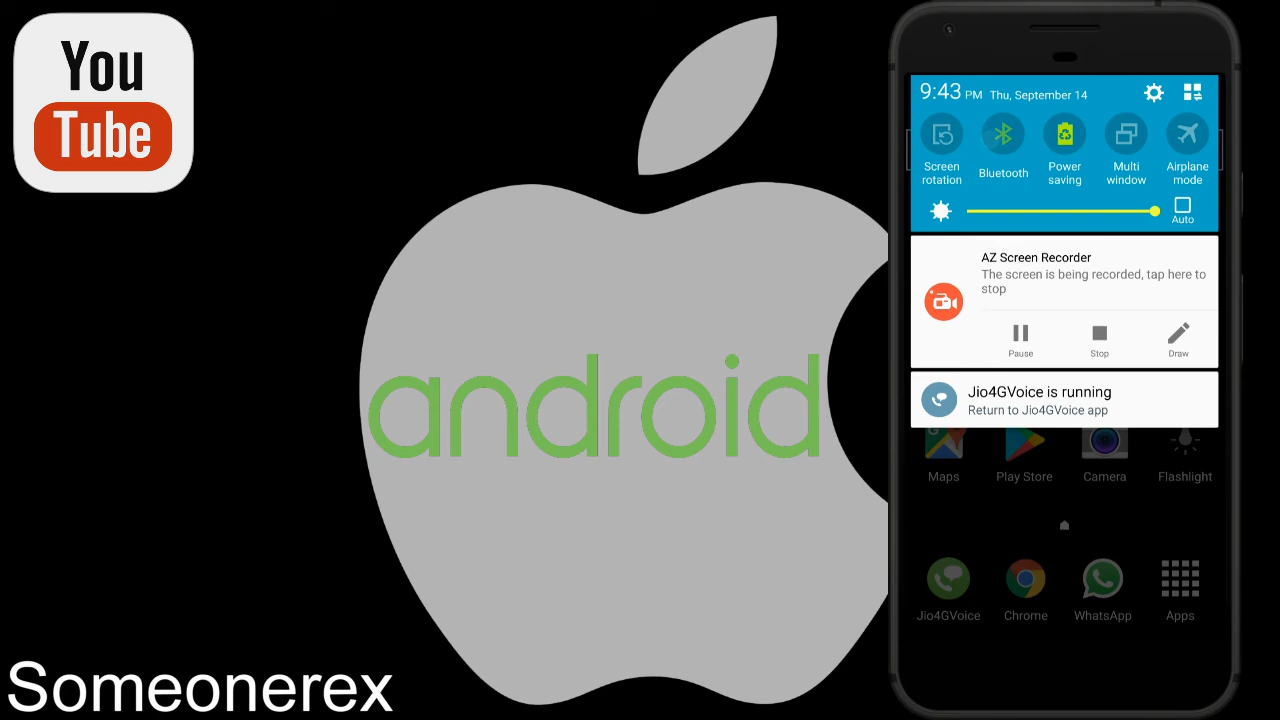 You
Tube
android
Someonerex
9:43 PM Thu, September 14
Screen rotation
Bluetooth
Power saving
Multi window
Airplane mode
Auto
AZ Screen Recorder
The screen is being recorded, tap here to
stop
Pause Stop Draw
Jio4GVoice is running
Return to Jio4GVoice app
Maps Play Store Camera Flashlight
Jio4GVoice Chrome WhatsApp Apps